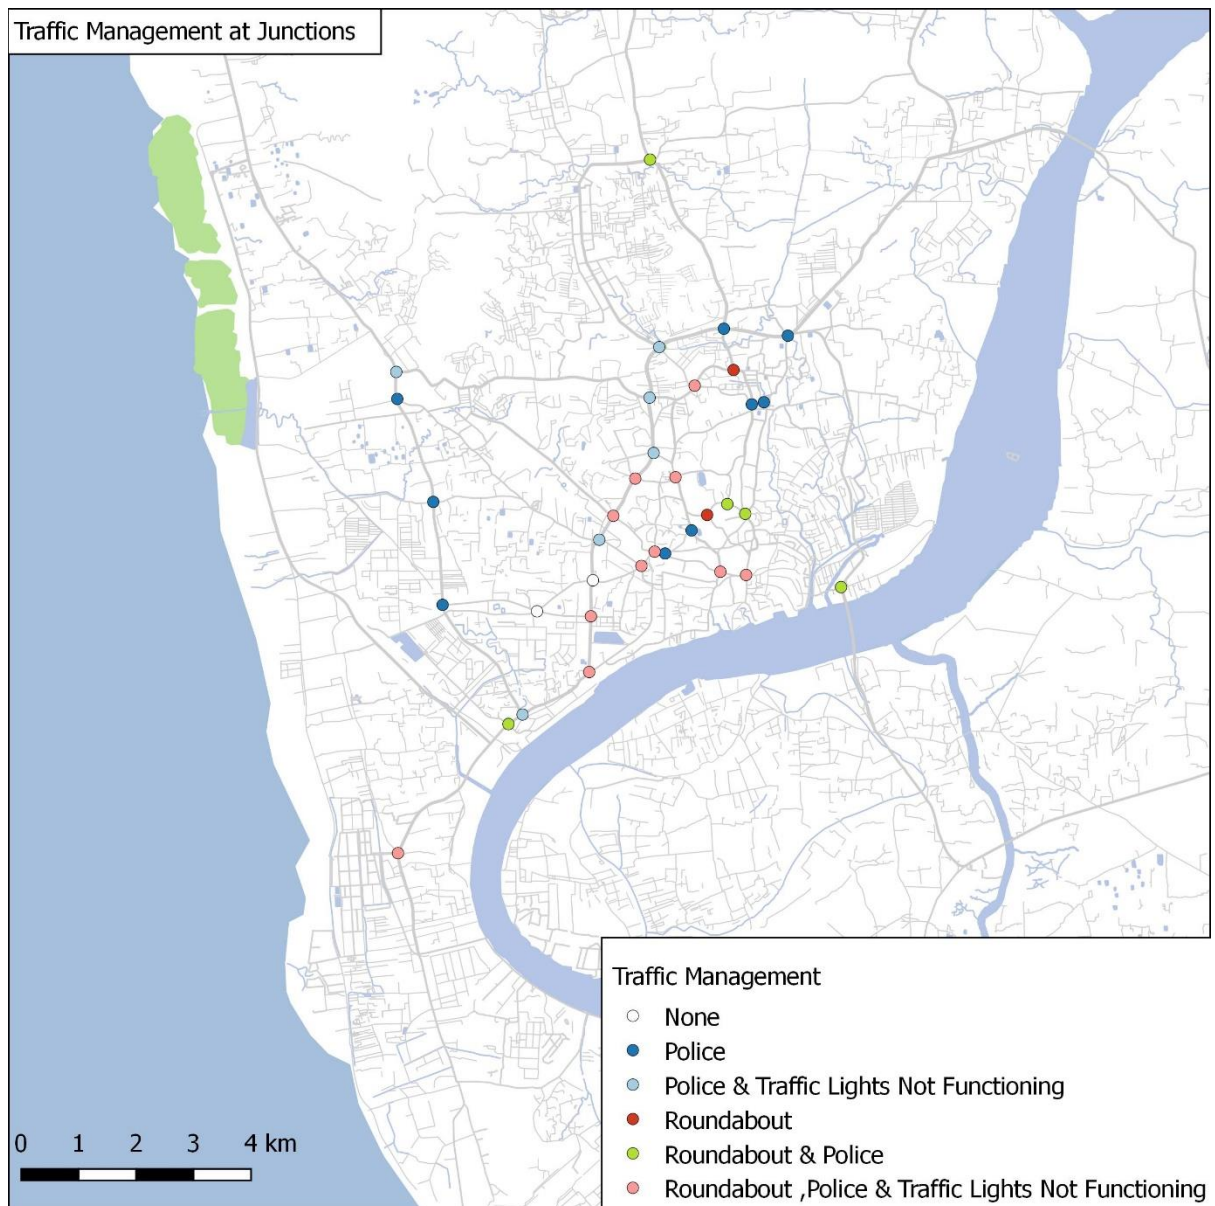 Traffic Management at Junctions
0 1 2 3 4 km
Traffic Management
None
Police
Police & Traffic Lights Not Functioning
Roundabout
Roundabout & Police
Roundabout ,Police & Traffic Lights Not Functioning